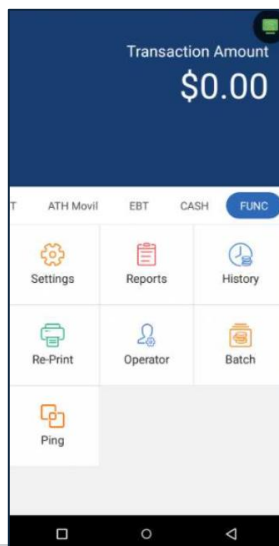 Transaction Amount
$0.00
T ATH Movil EBT CASH FUNC
Settings Reports History
Re-Print Operator Batch
Ping